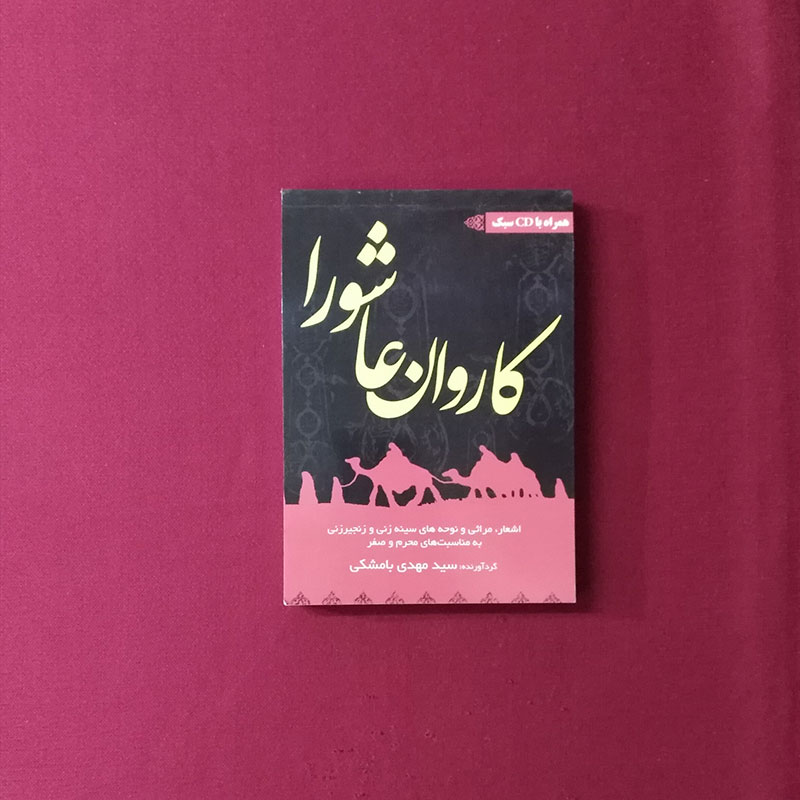 همراه با CD سبک
کاروان عاشورا
اشعار، مراثی و نوحه های سینه زنی و زنجیرزنی
به مناسبت‌های محرم و صفر
گردآورنده: سید مهدی بامشکی